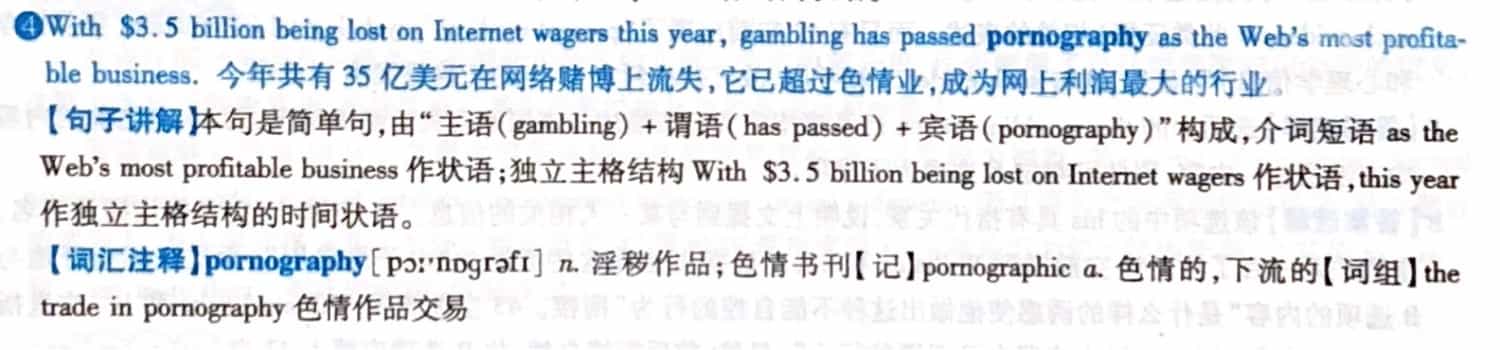 ❹With $3.5 billion being lost on Internet wagers this year, gambling has passed pornography as the Web's most profita-
ble business. 今年共有 35 亿美元在网络赌博上流失,它已超过色情业,成为网上利润最大的行业。
【句子讲解】本句是简单句,由“主语(gambling)+谓语(has passed)+宾语(pornography)”构成,介词短语 as the
Web's most profitable business 作状语;独立主格结构 With $3.5 billion being lost on Internet wagers 作状语,this year
作独立主格结构的时间状语。
【词汇注释】pornography[pɔːˈnɒgrəfɪ] n. 淫秽作品;色情书刊【记】pornographic a. 色情的,下流的【词组】the
trade in pornography 色情作品交易